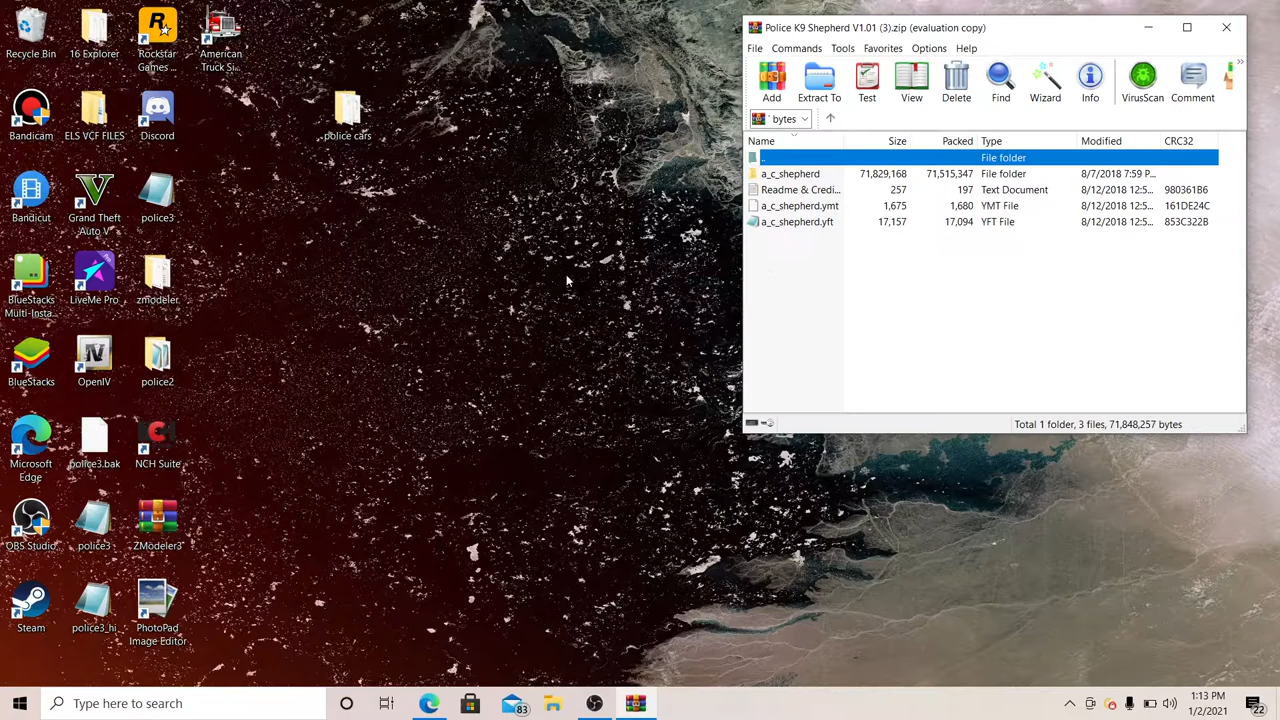 Recycle Bin
16 Explorer
Rockstar
Games ...
American
Truck Si...
Bandicam
ELS VCF FILES
Discord
police cars
Bandicut
Grand Theft
Auto V
police3
BlueStacks
Multi-Insta...
LiveMe Pro
zmodeler
BlueStacks
OpenIV
police2
Microsoft
Edge
police3.bak
NCH Suite
OBS Studio
police3
ZModeler3
Steam
police3_hi
PhotoPad
Image Editor
Police K9 Shepherd V1.01 (3).zip (evaluation copy)
File Commands Tools Favorites Options Help
Add Extract To Test View Delete Find Wizard Info VirusScan Comment
bytes
Name Size Packed Type Modified CRC32
.. File folder
a_c_shepherd 71,829,168 71,515,347 File folder 8/7/2018 7:59 P...
Readme & Credi... 257 197 Text Document 8/12/2018 12:5... 98F551B6
a_c_shepherd.ymt 1,675 1,680 YMT File 8/12/2018 12:5... 161DE24C
a_c_shepherd.yft 17,157 17,094 YFT File 8/12/2018 12:5... 853C322B
Total 1 folder, 3 files, 71,848,257 bytes
Type here to search
83
1:13 PM
1/2/2021
22